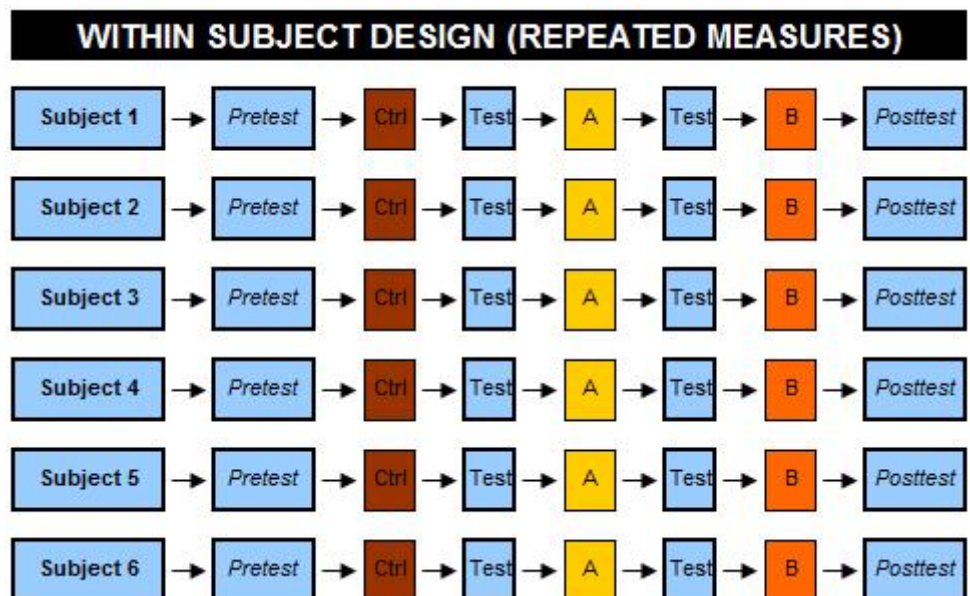 WITHIN SUBJECT DESIGN (REPEATED MEASURES)
Subject 1 Pretest Ctrl Test A Test B Posttest
Subject 2 Pretest Ctrl Test A Test B Posttest
Subject 3 Pretest Ctrl Test A Test B Posttest
Subject 4 Pretest Ctrl Test A Test B Posttest
Subject 5 Pretest Ctrl Test A Test B Posttest
Subject 6 Pretest Ctrl Test A Test B Posttest